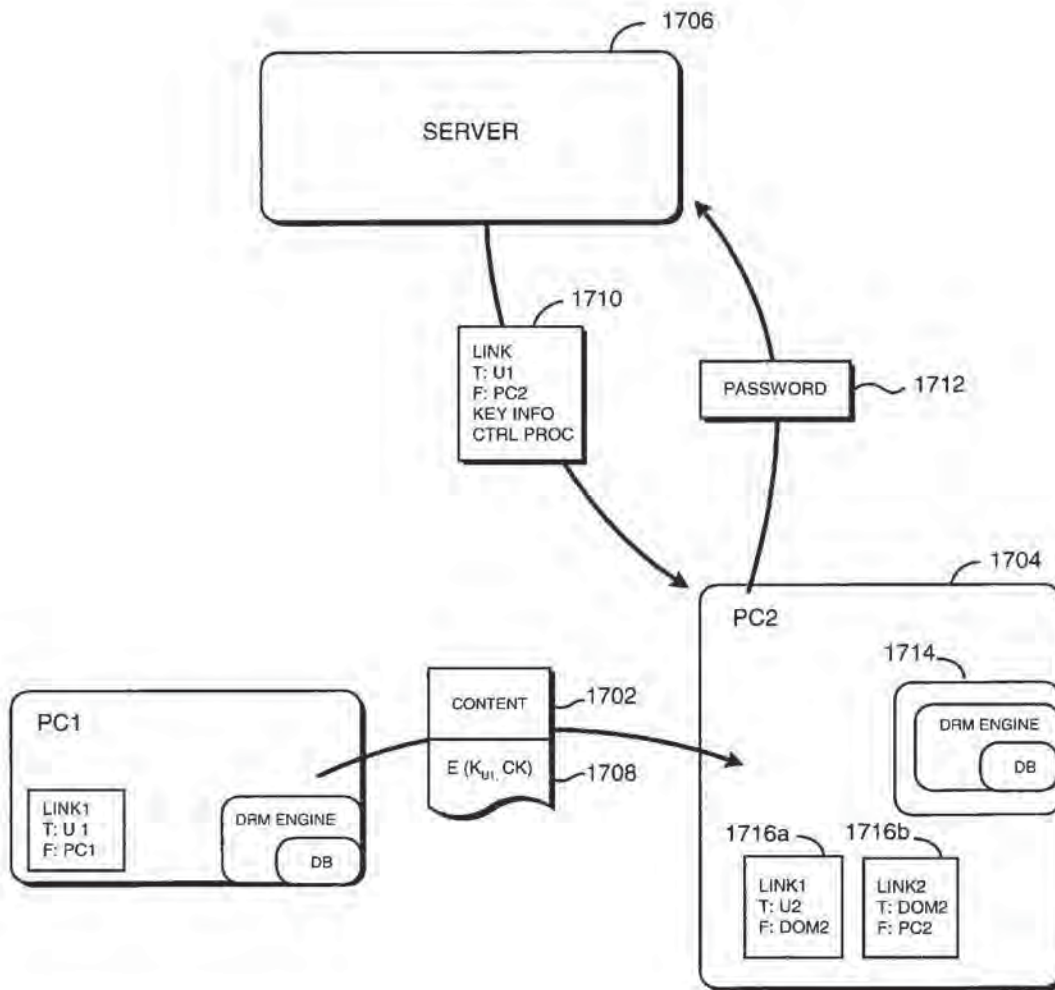 1706
SERVER
1710
LINK
T: U1
F: PC2
KEY INFO
CTRL PROC
PASSWORD
1712
1704
PC2
1714
DRM ENGINE
DB
PC1
LINK1
T: U 1
F: PC1
DRM ENGINE
DB
CONTENT
1702
E (KU1, CK)
1708
1716a
1716b
LINK1
T: U2
F: DOM2
LINK2
T: DOM2
F: PC2